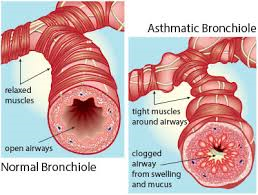 Asthmatic Bronchiole
relaxed
muscles
open airways
Normal Bronchiole
tight muscles
around airways
clogged
airway
from swelling
and mucus